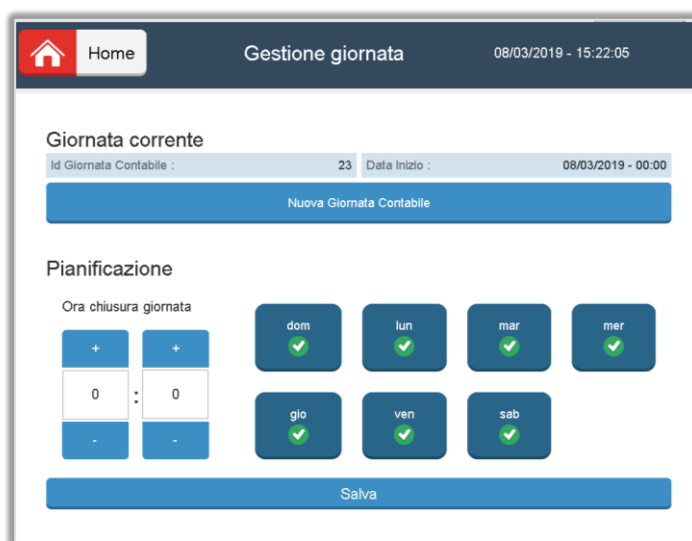 Home
Gestione giornata
08/03/2019 - 15:22:05
Giornata corrente
Id Giornata Contabile : 23 Data Inizio : 08/03/2019 - 00:00
Nuova Giornata Contabile
Pianificazione
Ora chiusura giornata
dom lun mar mer
+ +
0 : 0
gio ven sab
- -
Salva